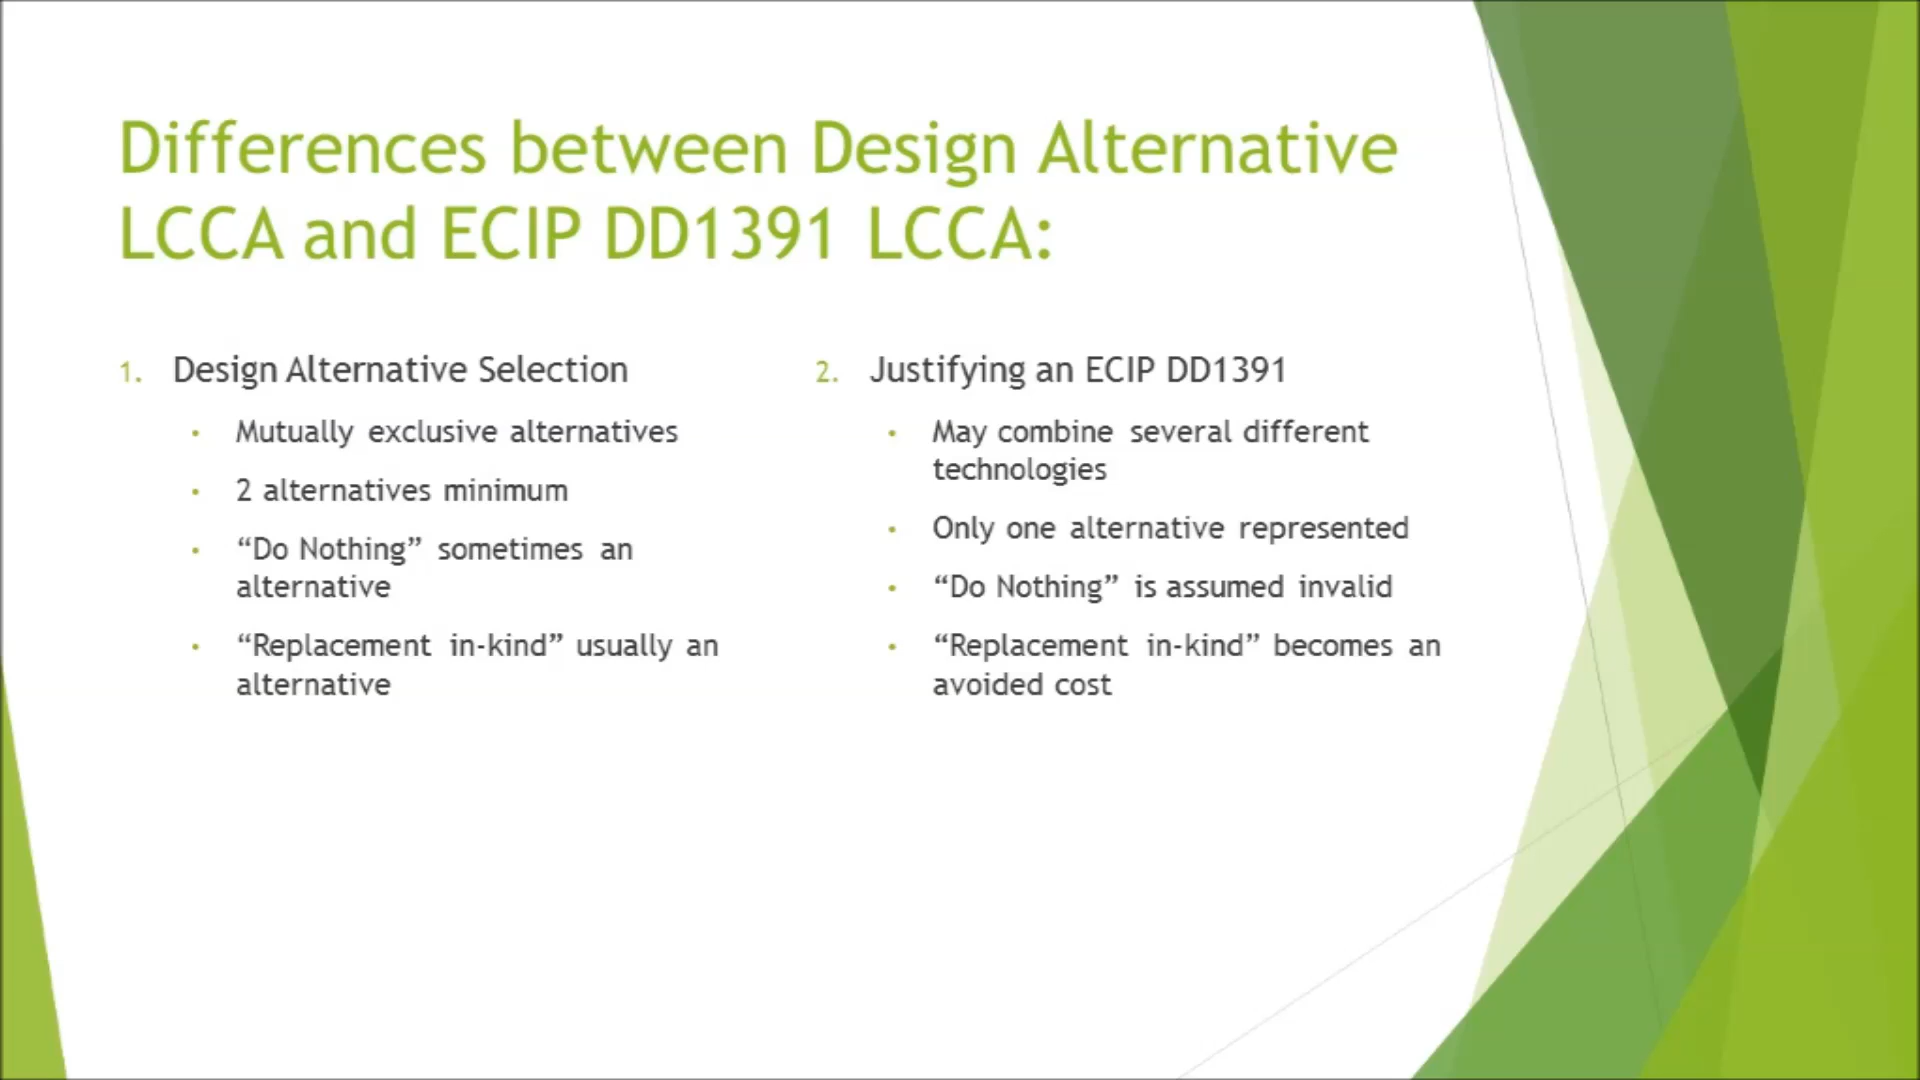 Differences between Design Alternative
LCCA and ECIP DD1391 LCCA:
1. Design Alternative Selection
• Mutually exclusive alternatives
• 2 alternatives minimum
• “Do Nothing” sometimes an
alternative
• “Replacement in-kind” usually an
alternative
2. Justifying an ECIP DD1391
• May combine several different
technologies
• Only one alternative represented
• “Do Nothing” is assumed invalid
• “Replacement in-kind” becomes an
avoided cost